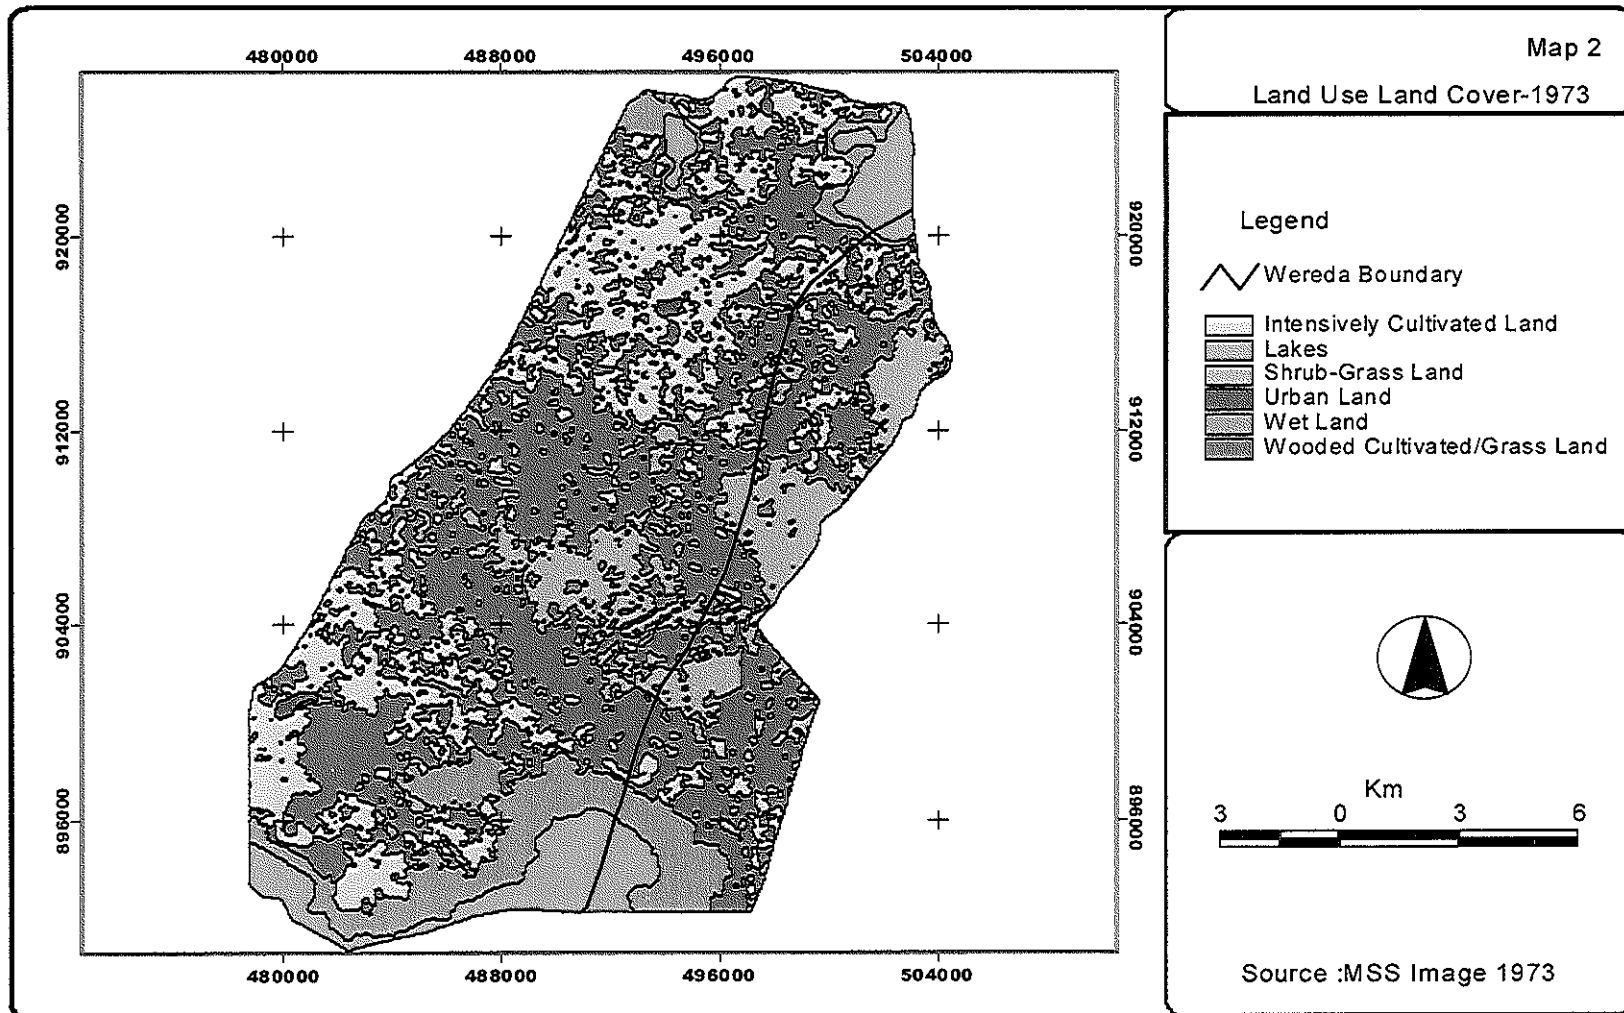 Map 2
Land Use Land Cover-1973
480000 488000 496000 504000
920000 920000
912000 912000
904000 904000
896000 896000
480000 488000 496000 504000
Legend
Wereda Boundary
Intensively Cultivated Land
Lakes
Shrub-Grass Land
Urban Land
Wet Land
Wooded Cultivated/Grass Land
Km
3 0 3 6
Source :MSS Image 1973